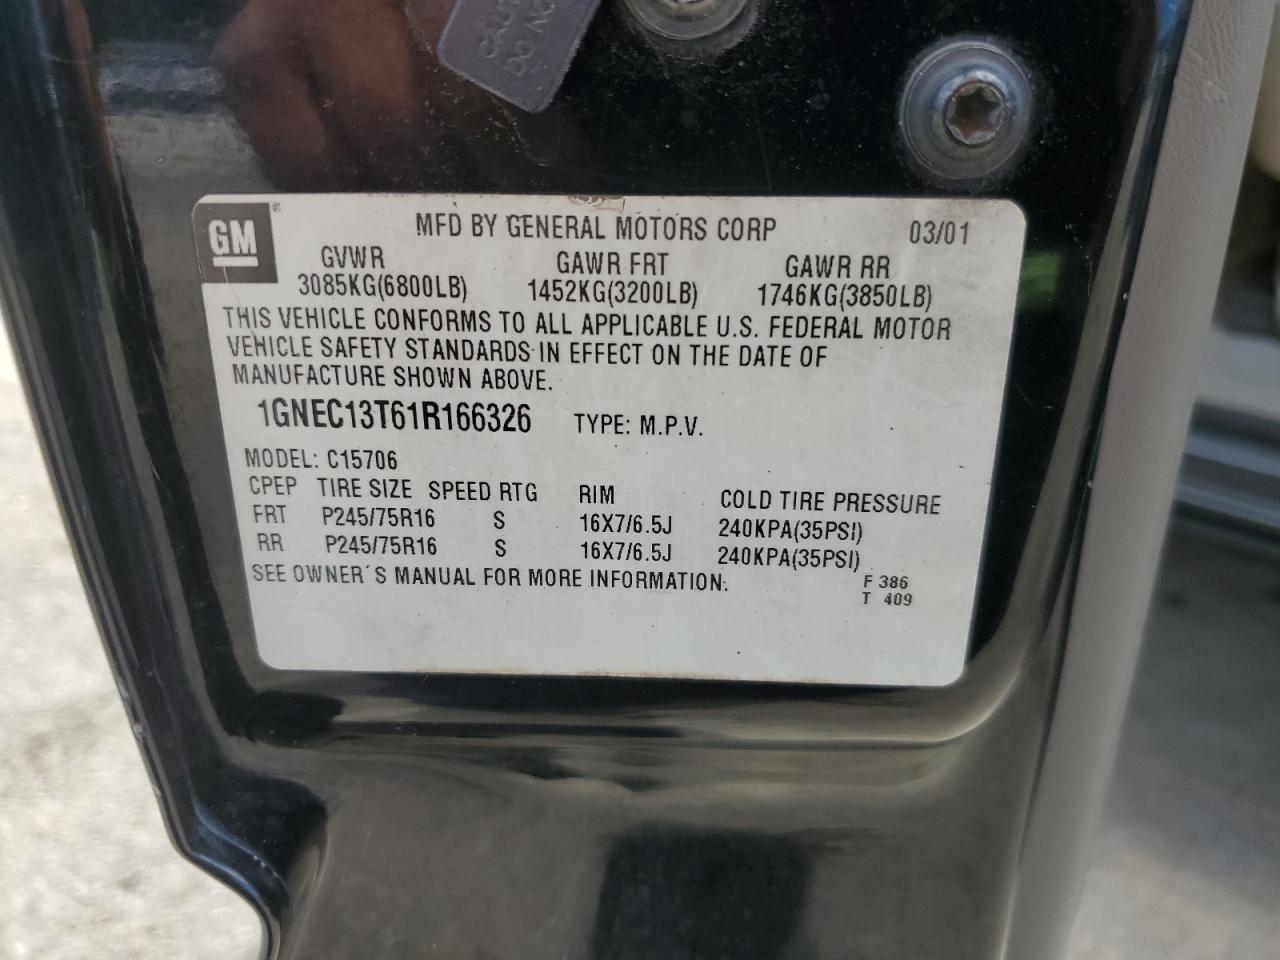 CAUT
DO NO
GM
MFD BY GENERAL MOTORS CORP 03/01
GVWR GAWR FRT GAWR RR
3085KG(6800LB) 1452KG(3200LB) 1746KG(3850LB)
THIS VEHICLE CONFORMS TO ALL APPLICABLE U.S. FEDERAL MOTOR
VEHICLE SAFETY STANDARDS IN EFFECT ON THE DATE OF
MANUFACTURE SHOWN ABOVE.
1GNEC13T61R166326 TYPE: M.P.V.
MODEL: C15706
CPEP TIRE SIZE SPEED RTG RIM COLD TIRE PRESSURE
FRT P245/75R16 S 16X7/6.5J 240KPA(35PSI)
RR P245/75R16 S 16X7/6.5J 240KPA(35PSI)
SEE OWNER´S MANUAL FOR MORE INFORMATION.
F 386
T 409